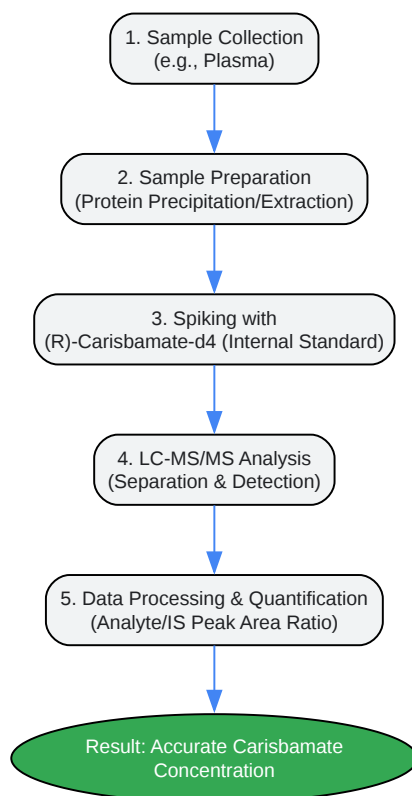 1. Sample Collection
(e.g., Plasma)
2. Sample Preparation
(Protein Precipitation/Extraction)
3. Spiking with
(R)-Carisbamate-d4 (Internal Standard)
4. LC-MS/MS Analysis
(Separation & Detection)
5. Data Processing & Quantification
(Analyte/IS Peak Area Ratio)
Result: Accurate Carisbamate
Concentration